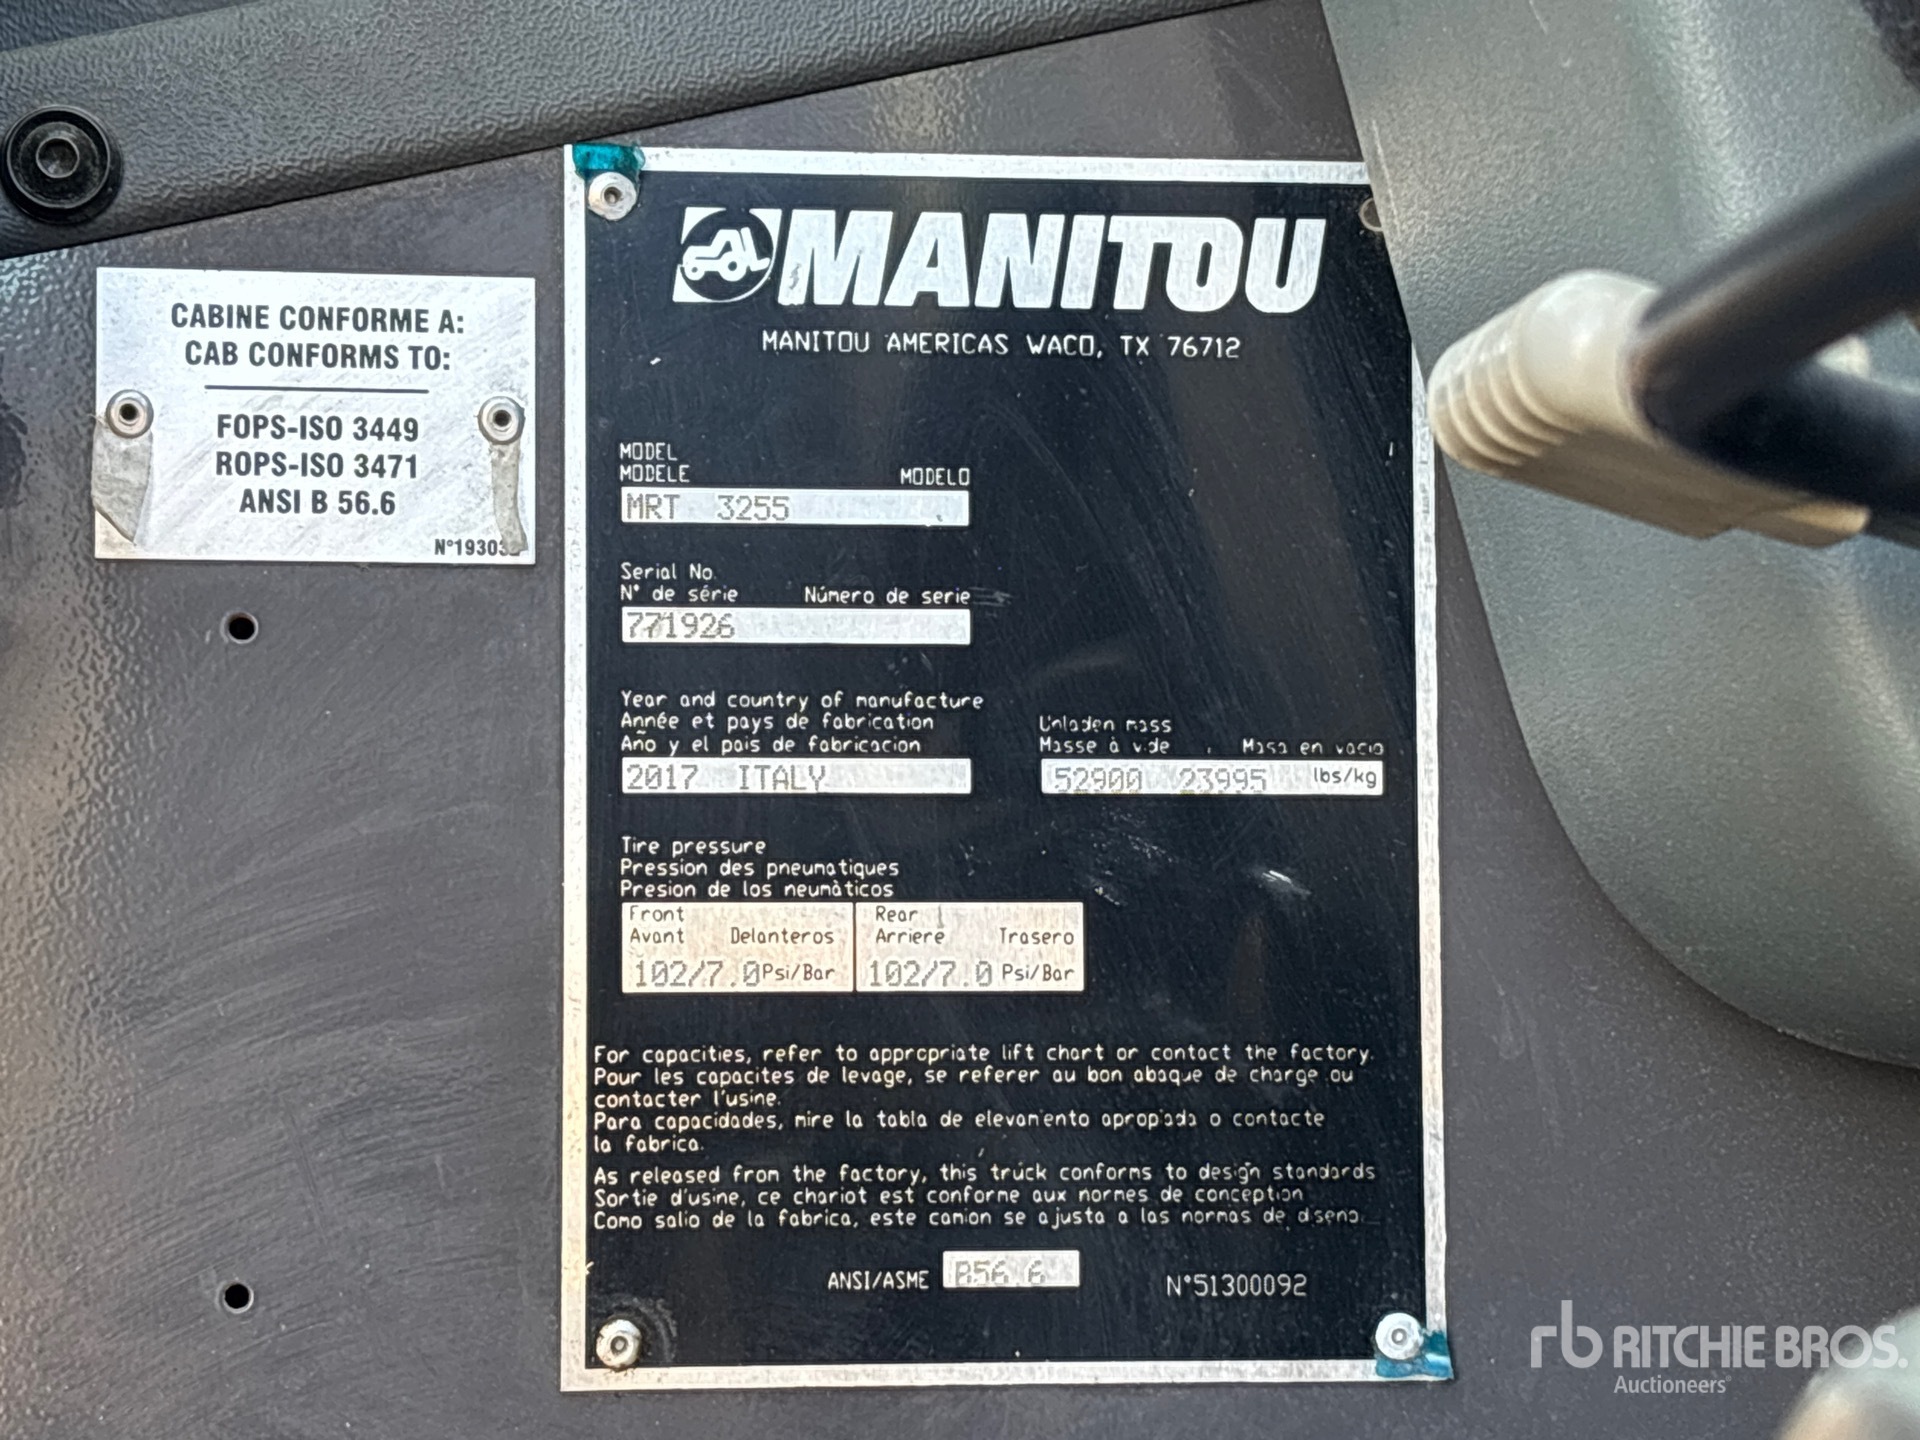 CABINE CONFORME A:
CAB CONFORMS TO:
FOPS-ISO 3449
ROPS-ISO 3471
ANSI B 56.6
MANITOU
MANITOU AMERICAS WACO, TX 76712
MODEL
MODELE MODELO
MRT 3255
Serial No.
N° de série Número de serie
771926
Year and country of manufacture
Année et pays de fabrication
Año y el pais de fabricacion
2017 ITALY
Unladen mass
Masse à vide Masa en vacio
52900 23995 lbs/kg
Tire pressure
Pression des pneumatiques
Presion de los neumàticos
Front
Avant Delanteros
102/7.0 Psi/Bar
Rear
Arriere Trasero
102/7.0 Psi/Bar
For capacities, refer to appropriate lift chart or contact the factory.
Pour les capacites de levage, se referer au bon abaque de charge ou
contacter l'usine.
Para capacidades, mire la tabla de elevamento apropiada o contacte
la fabrica.
As released from the factory, this truck conforms to design standards
Sortie d'usine, ce chariot est conforme aux normes de conception
Como salio de la fabrica, este camion se ajusta a las normas de diseno.
ANSI/ASME B56.6
N°51300092
rb RITCHIE BROS.
Auctioneers